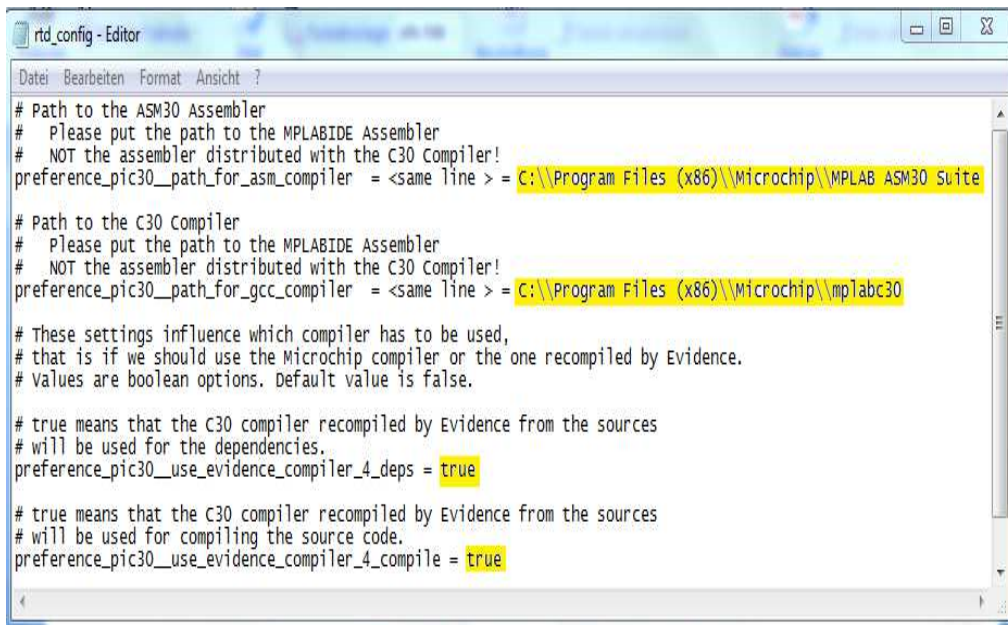 rtd_config - Editor
Datei Bearbeiten Format Ansicht ?
# Path to the ASM30 Assembler
#   Please put the path to the MPLABIDE Assembler
#   NOT the assembler distributed with the C30 Compiler!
preference_pic30__path_for_asm_compiler  = <same line > = C:\\Program Files (x86)\\Microchip\\MPLAB ASM30 Suite
# Path to the C30 Compiler
#   Please put the path to the MPLABIDE Assembler
#   NOT the assembler distributed with the C30 Compiler!
preference_pic30__path_for_gcc_compiler  = <same line > = C:\\Program Files (x86)\\Microchip\\mplabc30
# These settings influence which compiler has to be used,
# that is if we should use the Microchip compiler or the one recompiled by Evidence.
# Values are boolean options. Default value is false.
# true means that the C30 compiler recompiled by Evidence from the sources
# will be used for the dependencies.
preference_pic30__use_evidence_compiler_4_deps = true
# true means that the C30 compiler recompiled by Evidence from the sources
# will be used for compiling the source code.
preference_pic30__use_evidence_compiler_4_compile = true